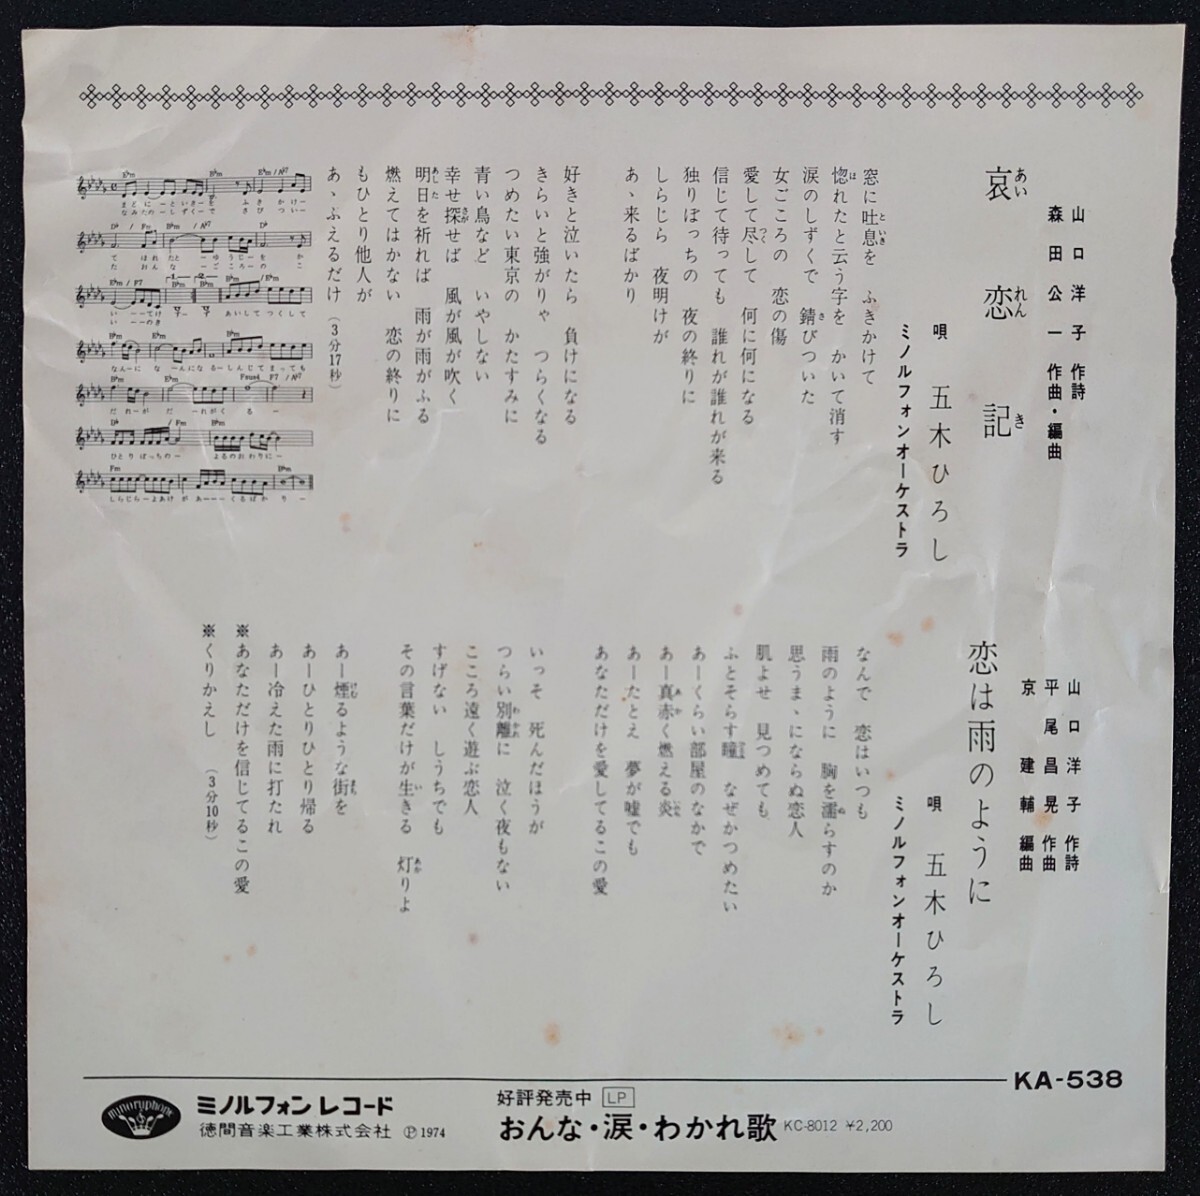 山口洋子 作詩
森田公一 作曲・編曲
哀恋記
あいれんき
唄 五木ひろし
ミノルフォンオーケストラ
窓に吐息を ふきかけて
惚れたと云う字を かいて消す
涙のしずくで 錆びついた
女ごころの 恋の傷
愛して尽して 何に何になる
信じて待っても 誰れが誰れが来る
独りぼっちの 夜の終りに
しらじら 夜明けが
あゝ来るばかり
好きと泣いたら 負けになる
きらいと強がりゃ つらくなる
つめたい東京の かたすみに
青い鳥など いやしない
幸せ探せば 風が風が吹く
明日を祈れば 雨が雨がふる
燃えてはかない 恋の終りに
もひとり他人が
あゝふえるだけ (3分17秒)
山口洋子 作詩
平尾昌晃 作曲
京建輔 編曲
恋は雨のように
唄 五木ひろし
ミノルフォンオーケストラ
なんで 恋はいつも
雨のように 胸を濡らすのか
思うまゝにならぬ恋人
肌よせ 見つめても
ふとそらす瞳 なぜかつめたい
あーくらい部屋のなかで
あー真赤く燃える炎
あーたとえ 夢が嘘でも
あなただけを愛してるこの愛
いっそ 死んだほうが
つらい別離に 泣く夜もない
こころ遠く遊ぶ恋人
すげない しうちでも
その言葉だけが生きる 灯りよ
あー煙るような街を
あーひとりひとり帰る
あー冷えた雨に打たれ
※あなただけを信じてるこの愛
※くりかえし (3分10秒)
KA-538
minoryphone
ミノルフォン レコード
徳間音楽工業株式会社 Ⓟ1974
好評発売中 LP
おんな・涙・わかれ歌 KC-8012 ¥2,200